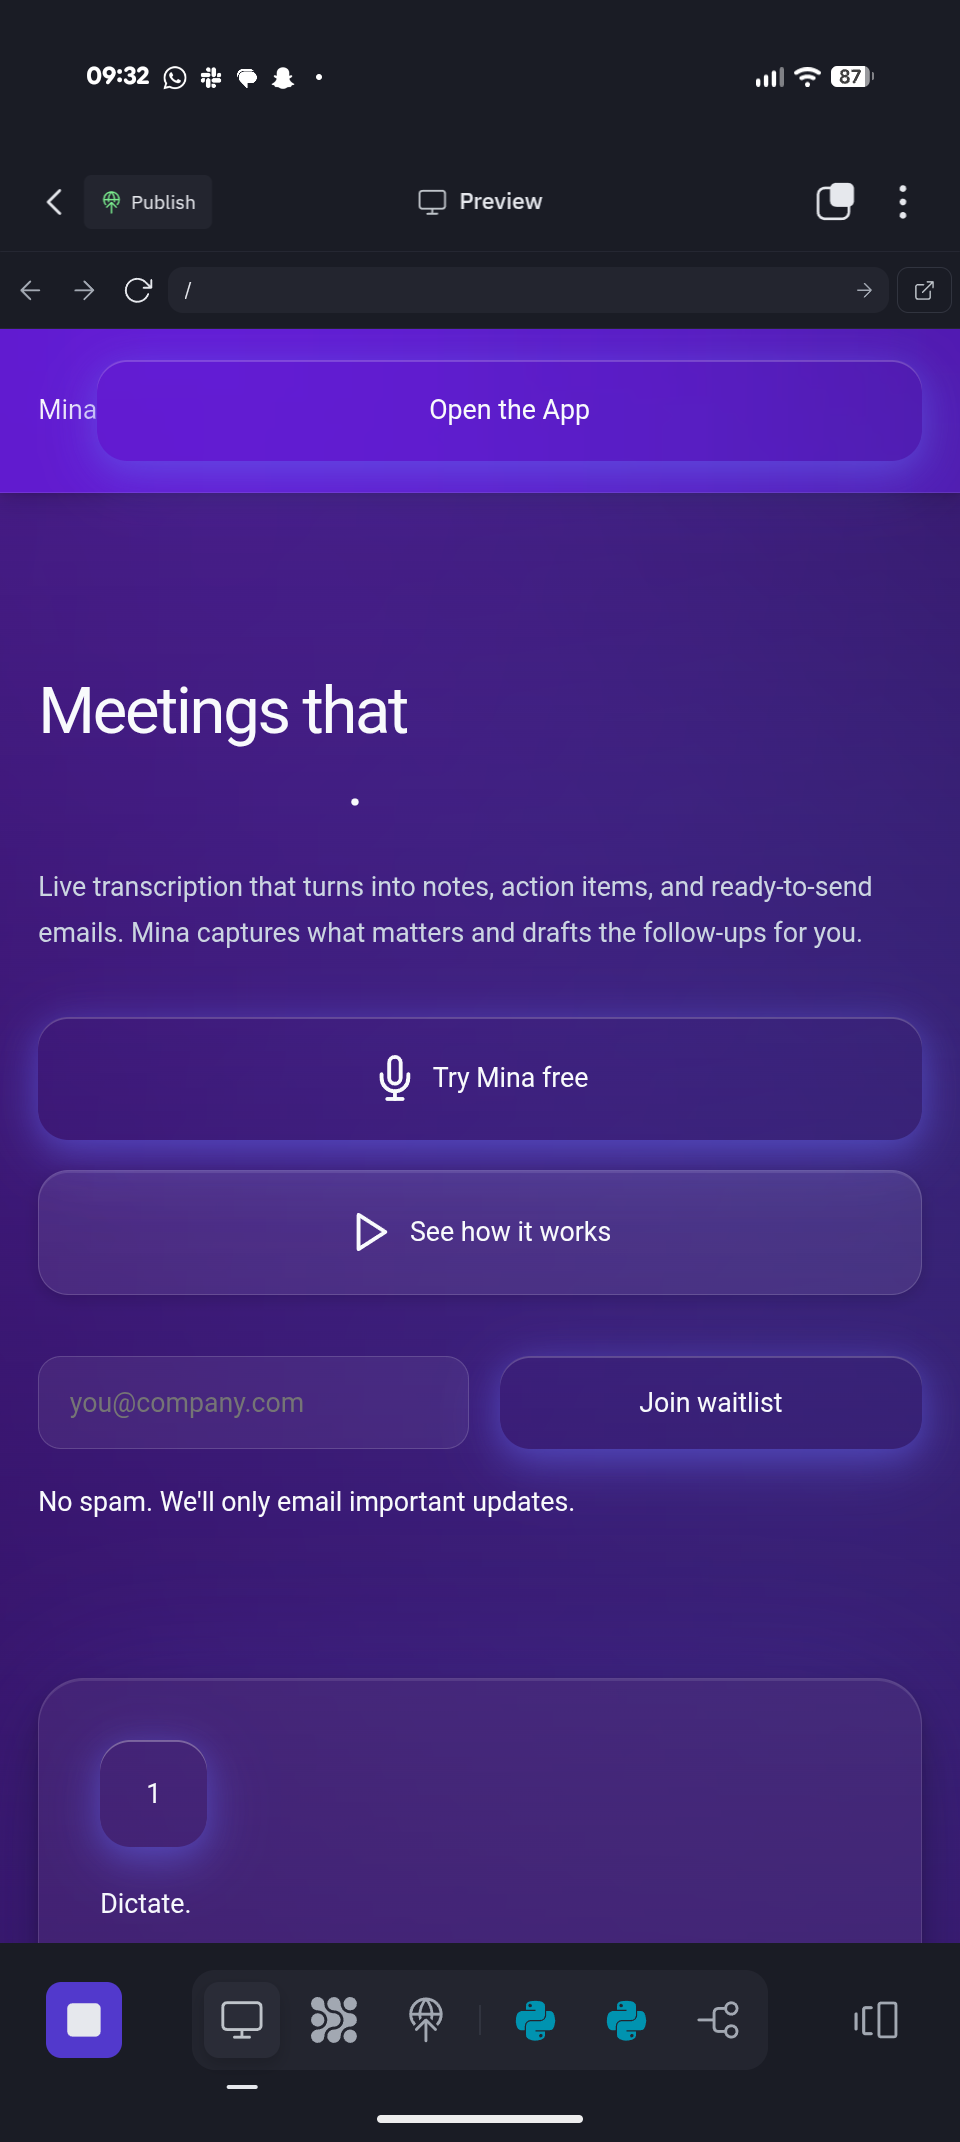 09:32
87
Publish
Preview
/
Mina
Open the App
Meetings that
.
Live transcription that turns into notes, action items, and ready-to-send
emails. Mina captures what matters and drafts the follow-ups for you.
Try Mina free
See how it works
you@company.com
Join waitlist
No spam. We'll only email important updates.
1
Dictate.